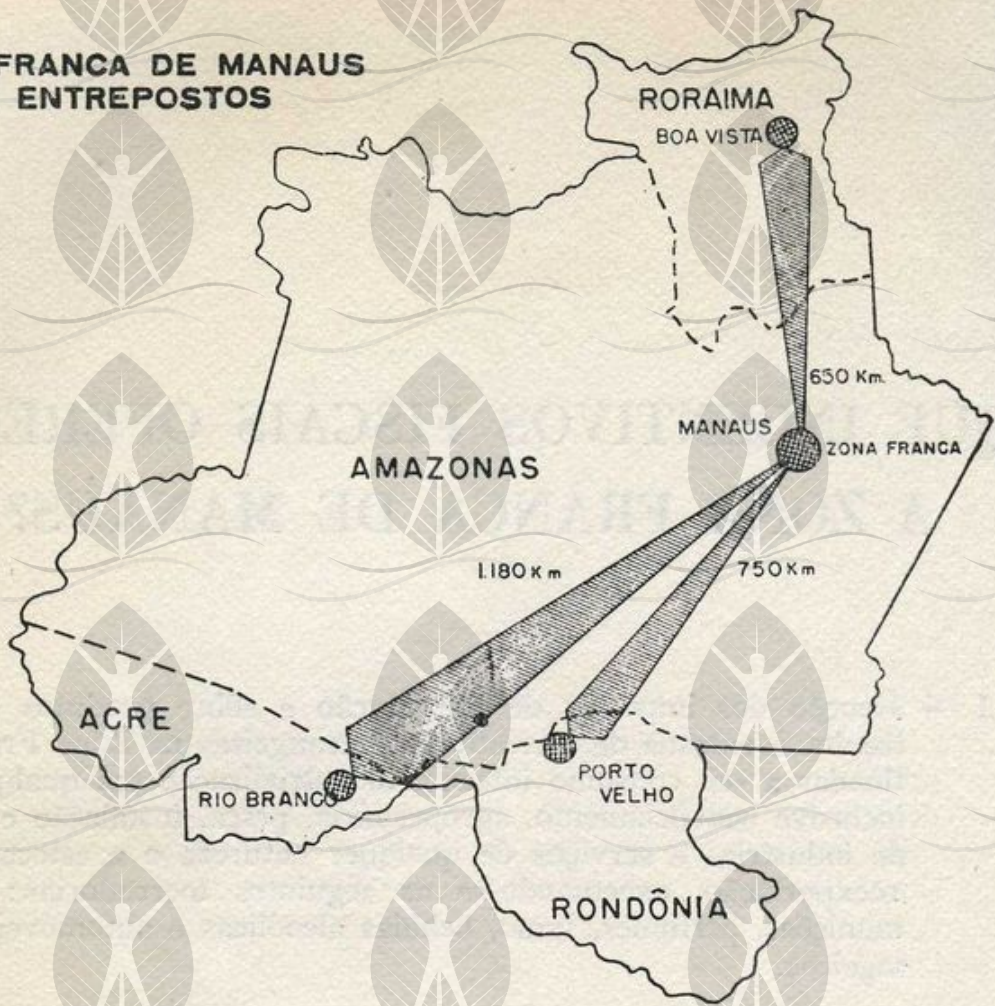 FRANCA DE MANAUS
ENTREPOSTOS
RORAIMA
BOA VISTA
650 Km.
MANAUS
ZONA FRANCA
AMAZONAS
1.180 Km
750 Km
ACRE
RIO BRANCO
PORTO
VELHO
RONDÔNIA